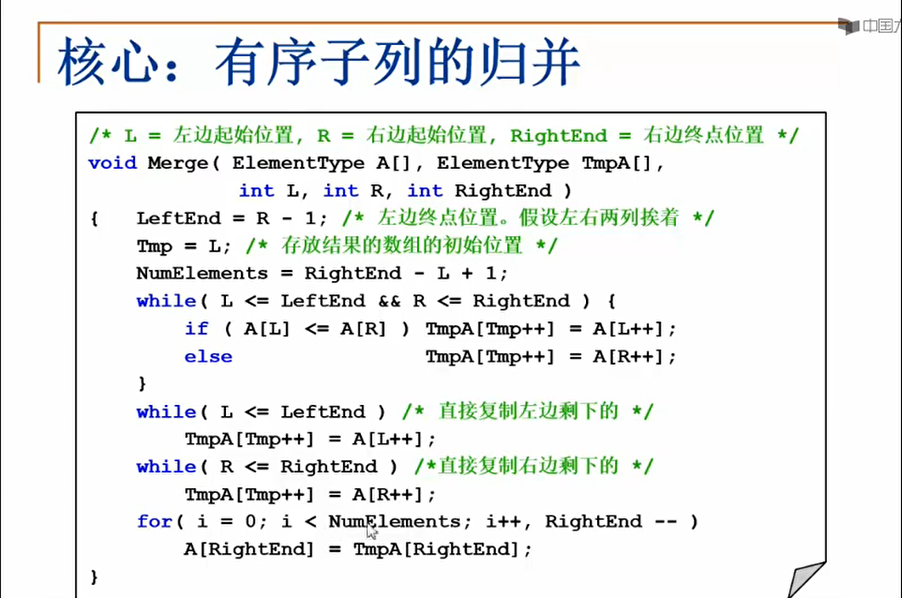 中国
核心：有序子列的归并
/* L = 左边起始位置, R = 右边起始位置, RightEnd = 右边终点位置 */
void Merge( ElementType A[], ElementType TmpA[],
int L, int R, int RightEnd )
{ LeftEnd = R - 1; /* 左边终点位置。假设左右两列挨着 */
Tmp = L; /* 存放结果的数组的初始位置 */
NumElements = RightEnd - L + 1;
while( L <= LeftEnd && R <= RightEnd ) {
if ( A[L] <= A[R] ) TmpA[Tmp++] = A[L++];
else TmpA[Tmp++] = A[R++];
}
while( L <= LeftEnd ) /* 直接复制左边剩下的 */
TmpA[Tmp++] = A[L++];
while( R <= RightEnd ) /*直接复制右边剩下的 */
TmpA[Tmp++] = A[R++];
for( i = 0; i < NumElements; i++, RightEnd -- )
A[RightEnd] = TmpA[RightEnd];
}